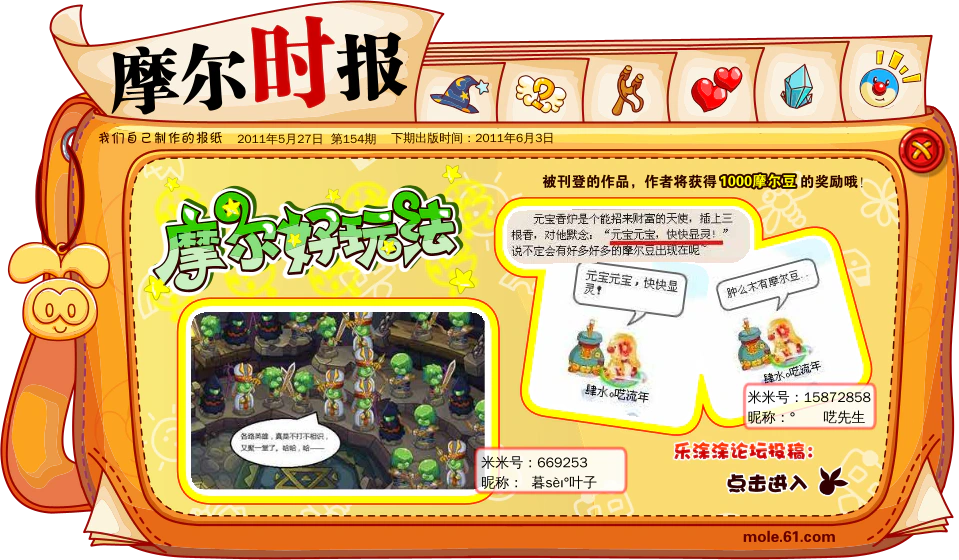 摩尔时报
我们自己制作的报纸 2011年5月27日 第154期 下期出版时间：2011年6月3日
被刊登的作品，作者将获得1000摩尔豆的奖励哦！
摩尔好玩法
元宝香炉是个能招来财富的天使，插上三
根香，对他默念：“元宝元宝，快快显灵！”
说不定会有好多好多的摩尔豆出现在呢~
元宝元宝，快快显
灵！
肿么木有摩尔豆...
肆水。呓流年
肆水。呓流年
米米号：15872858
昵称：° 呓先生
各路英雄，真是不打不相识，
又聚一堂了。哈哈，哈——
米米号：669253
昵称： 暮sèr°叶子
乐涂涂论坛投稿：
点击进入
mole.61.com